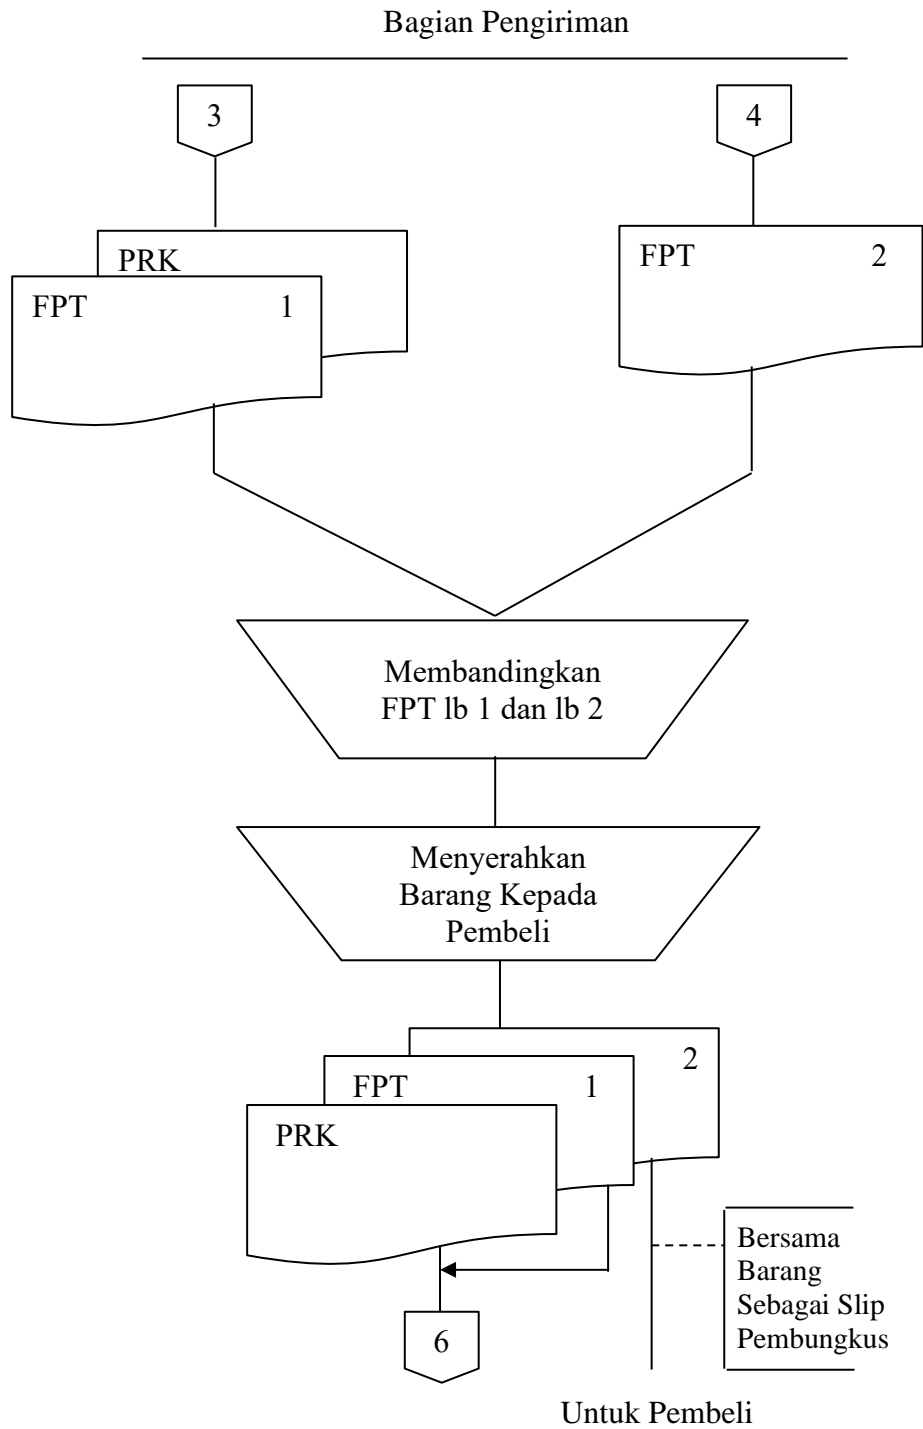 Bagian Pengiriman
3
4
PRK
FPT 1
FPT 2
Membandingkan
FPT lb 1 dan lb 2
Menyerahkan
Barang Kepada
Pembeli
2
FPT 1
PRK
Bersama
Barang
Sebagai Slip
Pembungkus
6
Untuk Pembeli